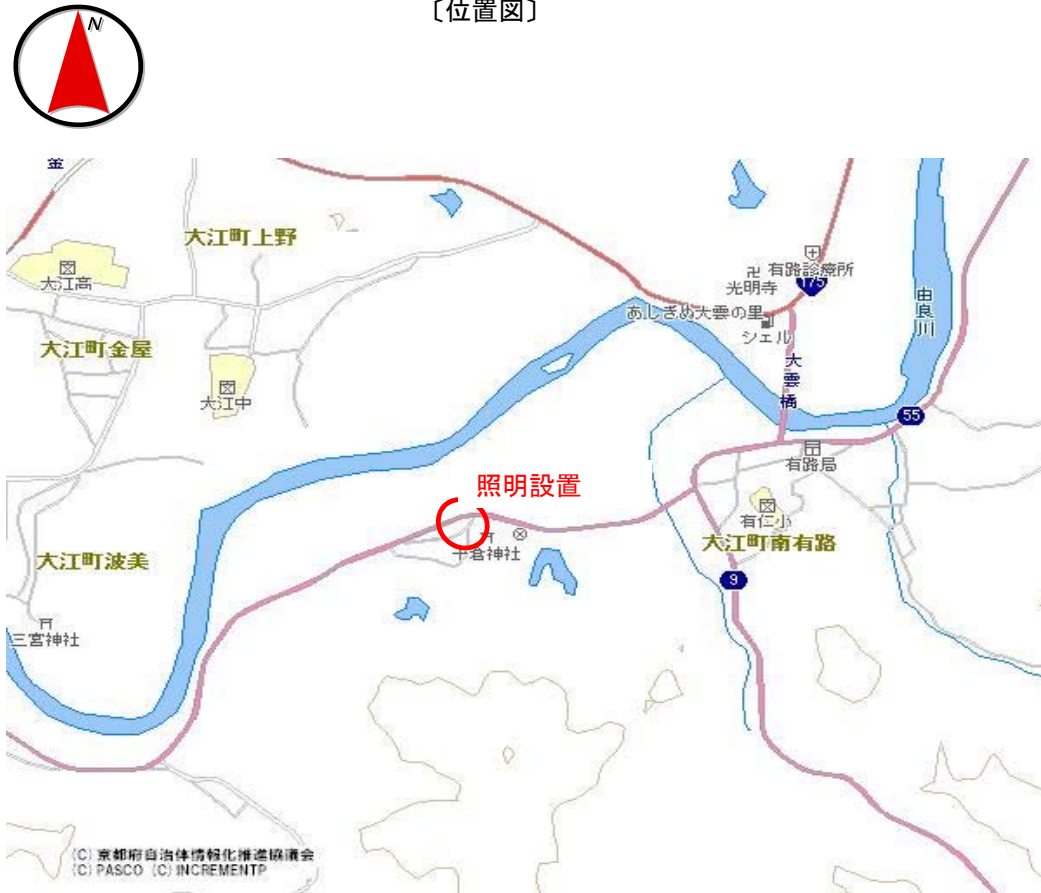 〔位置図〕
N
金
大江町上野
大江高
有路診療所
卍
光明寺
175
あしぎぬ大雲の里
シェル
由良川
大江町金屋
大雲橋
大江中
55
有路局
照明設置
有仁小
大江町南有路
大江町波美
9
三宮神社
(C) 京都府自治体情報化推進協議会
(C) PASCO (C) INCREMENTP